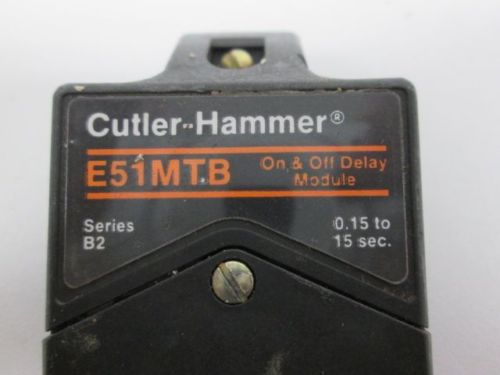 Cutler-Hammer®
E51MTB
On & Off Delay
Module
Series
B2
0.15 to
15 sec.